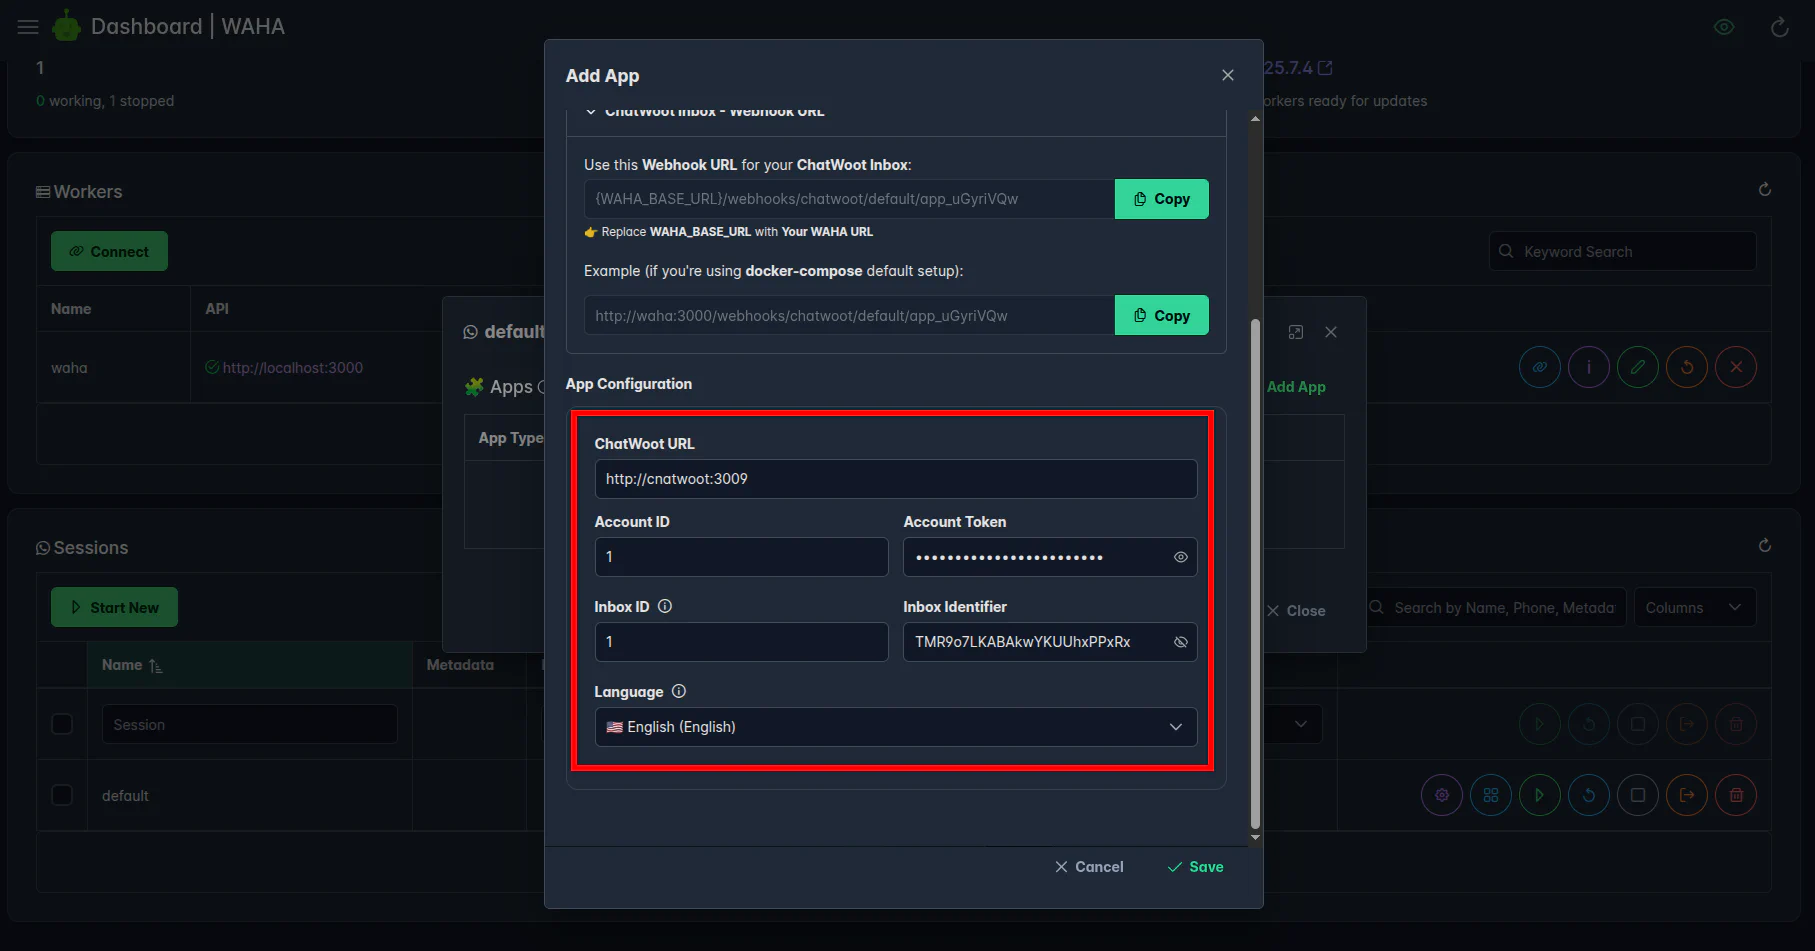 Dashboard | WAHA
1
0 working, 1 stopped
25.7.4
orkers ready for updates
Workers
Connect
Keyword Search
Name
API
waha
http://localhost:3000
default
Apps
Add App
App Type
Close
Sessions
Start New
Search by Name, Phone, Metada
Columns
Name
Metadata
Session
default
Add App
ChatWoot Inbox - Webhook URL
Use this Webhook URL for your ChatWoot Inbox:
{WAHA_BASE_URL}/webhooks/chatwoot/default/app_uGyriVQw
Copy
👉 Replace WAHA_BASE_URL with Your WAHA URL
Example (if you're using docker-compose default setup):
http://waha:3000/webhooks/chatwoot/default/app_uGyriVQw
Copy
App Configuration
ChatWoot URL
http://cnatwoot:3009
Account ID
Account Token
1
••••••••••••••••••••••••
Inbox ID
Inbox Identifier
1
TMR9o7LKABAkwYKUUhxPPxRx
Language
🇺🇸 English (English)
Cancel
Save